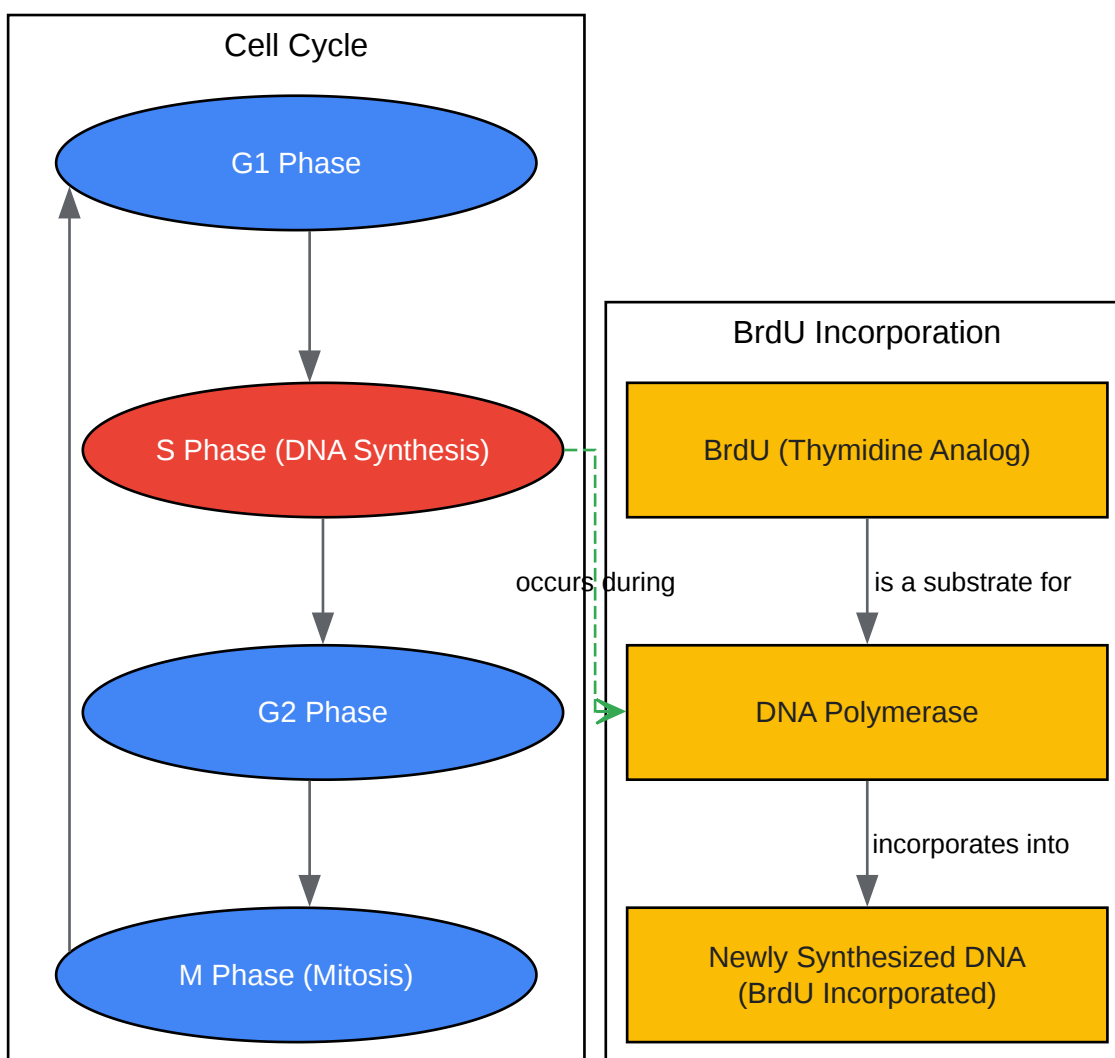 Cell Cycle
G1 Phase
S Phase (DNA Synthesis)
occurs during
G2 Phase
M Phase (Mitosis)
BrdU Incorporation
BrdU (Thymidine Analog)
is a substrate for
DNA Polymerase
incorporates into
Newly Synthesized DNA
(BrdU Incorporated)